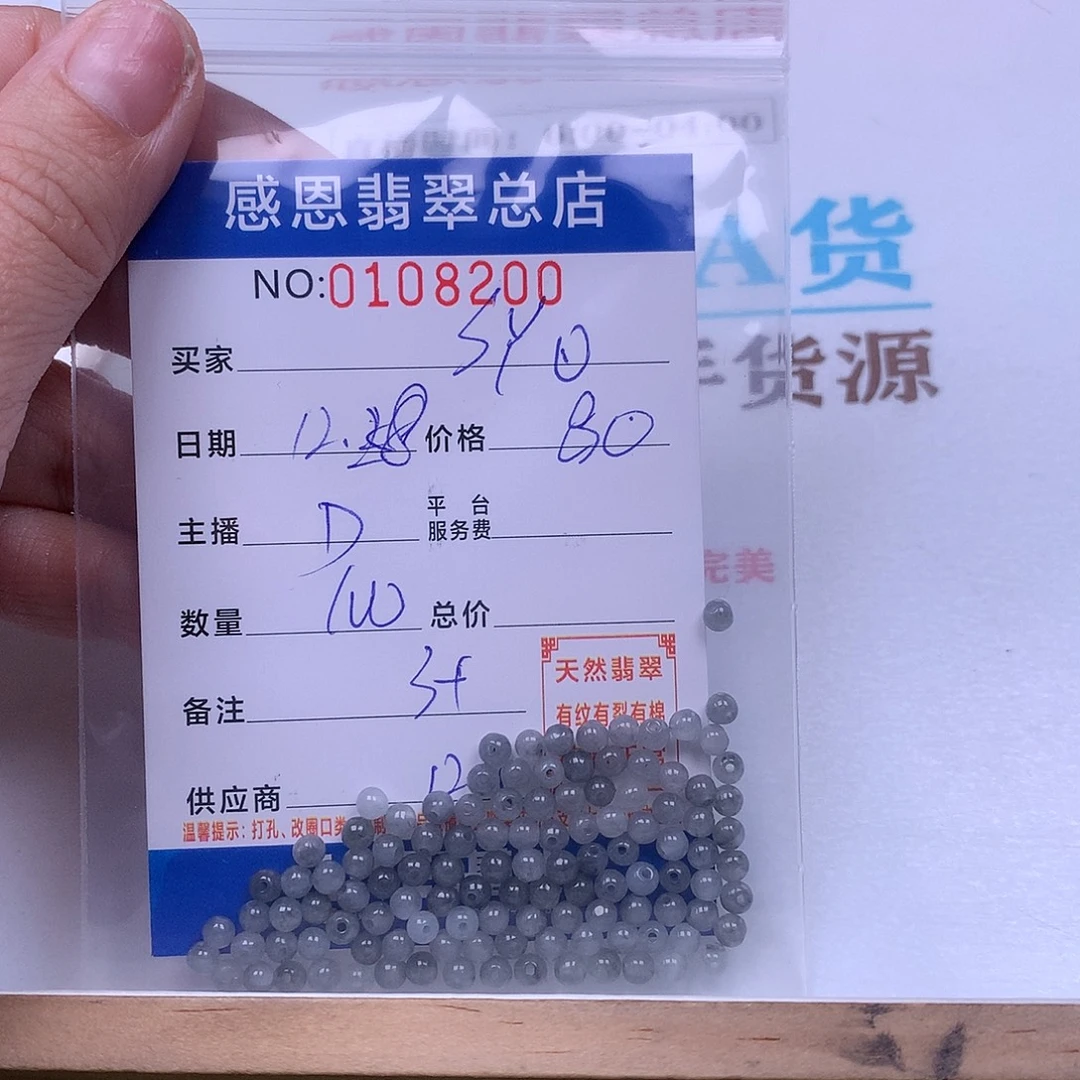 感恩翡翠总店
NO:0108200
买家 SYD
日期 12.28 价格 80
主播 D 平台服务费
数量 100 总价
备注 St
供应商 12
天然翡翠
有纹有裂有棉
温馨提示:打孔、改圈口类
A货
货源
完美